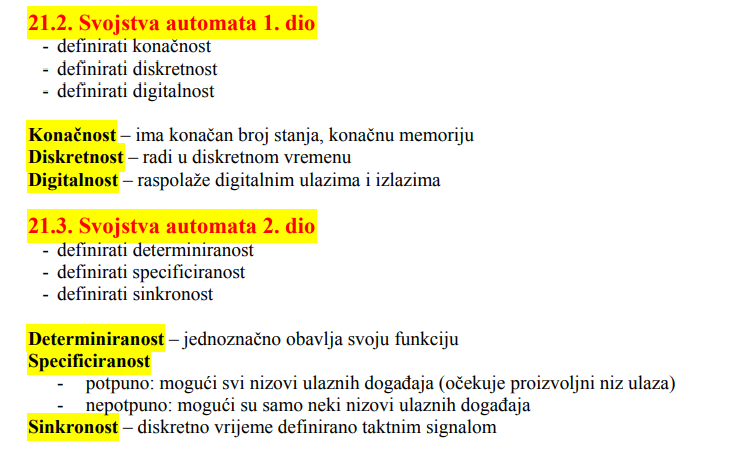 21.2. Svojstva automata 1. dio
- definirati konačnost
- definirati diskretnost
- definirati digitalnost
Konačnost – ima konačan broj stanja, konačnu memoriju
Diskretnost – radi u diskretnom vremenu
Digitalnost – raspolaže digitalnim ulazima i izlazima
21.3. Svojstva automata 2. dio
- definirati determiniranost
- definirati specificiranost
- definirati sinkronost
Determiniranost – jednoznačno obavlja svoju funkciju
Specificiranost
- potpuno: mogući svi nizovi ulaznih događaja (očekuje proizvoljni niz ulaza)
- nepotpuno: mogući su samo neki nizovi ulaznih događaja
Sinkronost – diskretno vrijeme definirano taktnim signalom